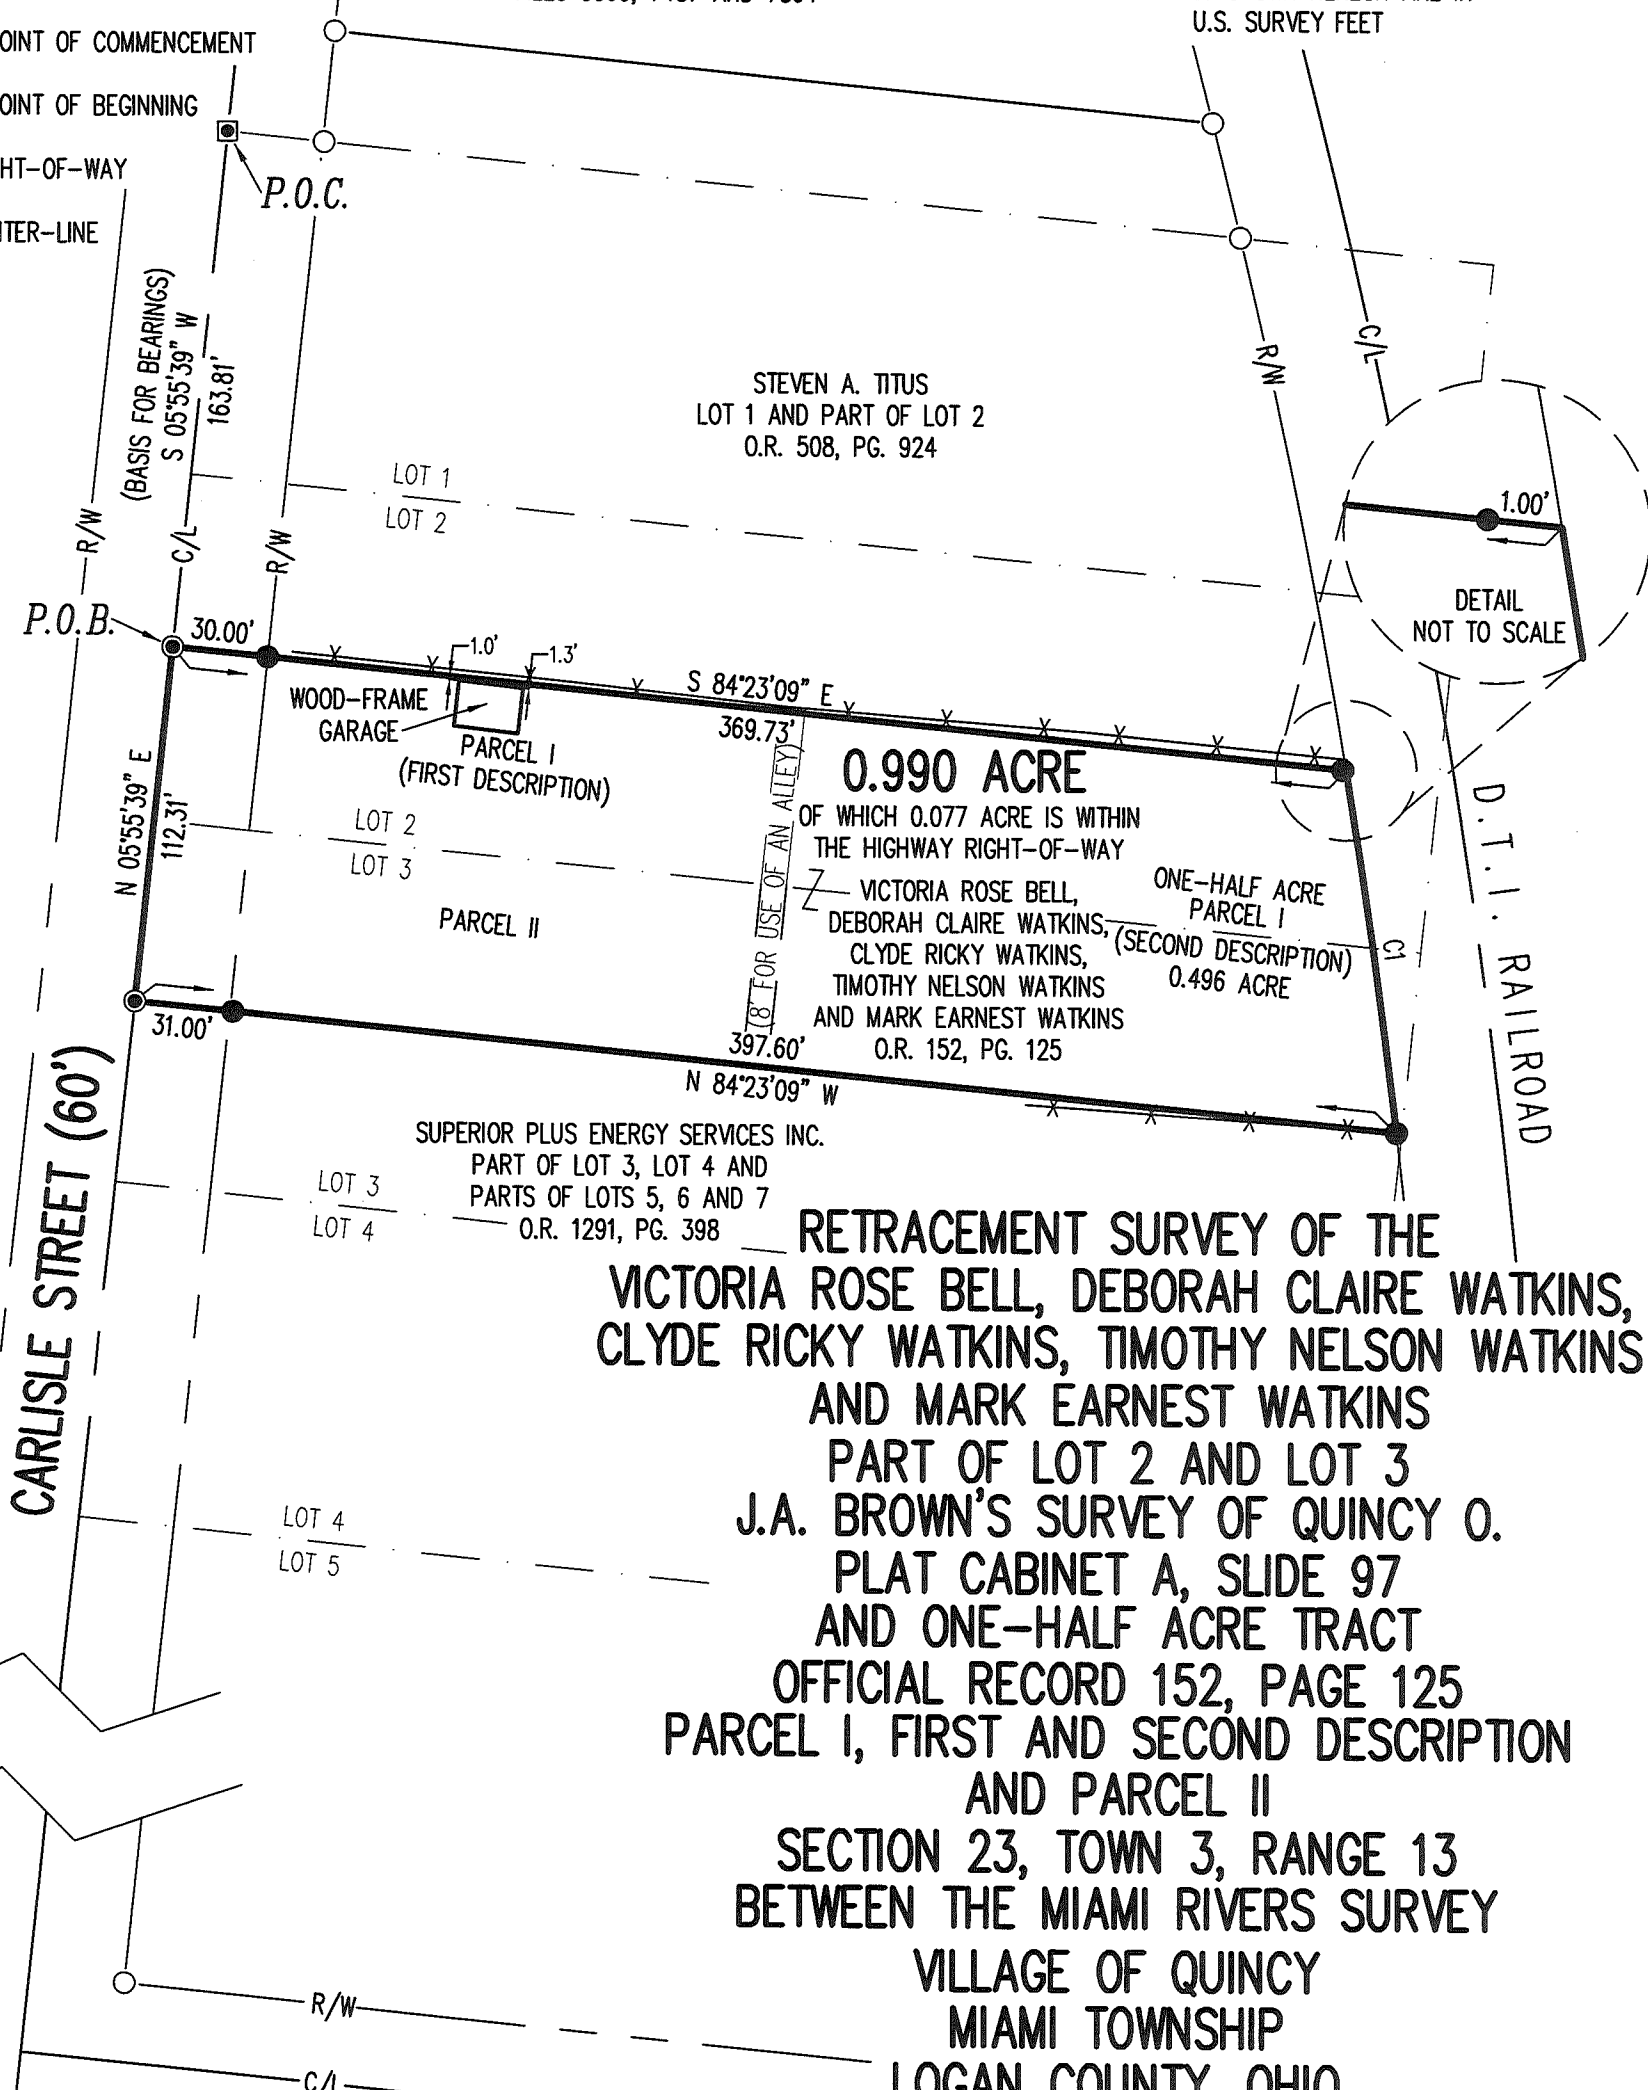 U.S. SURVEY FEET
OINT OF COMMENCEMENT
OINT OF BEGINNING
HT-OF-WAY
TER-LINE
P.O.C.
(BASIS FOR BEARINGS)
S 05°55'39" W
163.81'
R/W
C/L
R/W
R/W
C/L
STEVEN A. TITUS
LOT 1 AND PART OF LOT 2
O.R. 508, PG. 924
LOT 1
LOT 2
1.00'
DETAIL
NOT TO SCALE
P.O.B.
30.00'
1.0'
1.3'
S 84°23'09" E
369.73'
WOOD-FRAME
GARAGE
PARCEL I
(FIRST DESCRIPTION)
N 05°55'39" E
112.31'
0.990 ACRE
OF WHICH 0.077 ACRE IS WITHIN
THE HIGHWAY RIGHT-OF-WAY
LOT 2
LOT 3
PARCEL II
(8' FOR USE OF AN ALLEY)
VICTORIA ROSE BELL,
DEBORAH CLAIRE WATKINS,
CLYDE RICKY WATKINS,
TIMOTHY NELSON WATKINS
AND MARK EARNEST WATKINS
O.R. 152, PG. 125
ONE-HALF ACRE
PARCEL I
(SECOND DESCRIPTION)
0.496 ACRE
C1
D.T.I. RAILROAD
31.00'
397.60'
N 84°23'09" W
CARLISLE STREET (60')
SUPERIOR PLUS ENERGY SERVICES INC.
PART OF LOT 3, LOT 4 AND
PARTS OF LOTS 5, 6 AND 7
O.R. 1291, PG. 398
LOT 3
LOT 4
LOT 4
LOT 5
RETRACEMENT SURVEY OF THE
VICTORIA ROSE BELL, DEBORAH CLAIRE WATKINS,
CLYDE RICKY WATKINS, TIMOTHY NELSON WATKINS
AND MARK EARNEST WATKINS
PART OF LOT 2 AND LOT 3
J.A. BROWN'S SURVEY OF QUINCY O.
PLAT CABINET A, SLIDE 97
AND ONE-HALF ACRE TRACT
OFFICIAL RECORD 152, PAGE 125
PARCEL I, FIRST AND SECOND DESCRIPTION
AND PARCEL II
SECTION 23, TOWN 3, RANGE 13
BETWEEN THE MIAMI RIVERS SURVEY
VILLAGE OF QUINCY
MIAMI TOWNSHIP
LOGAN COUNTY, OHIO
R/W
C/L